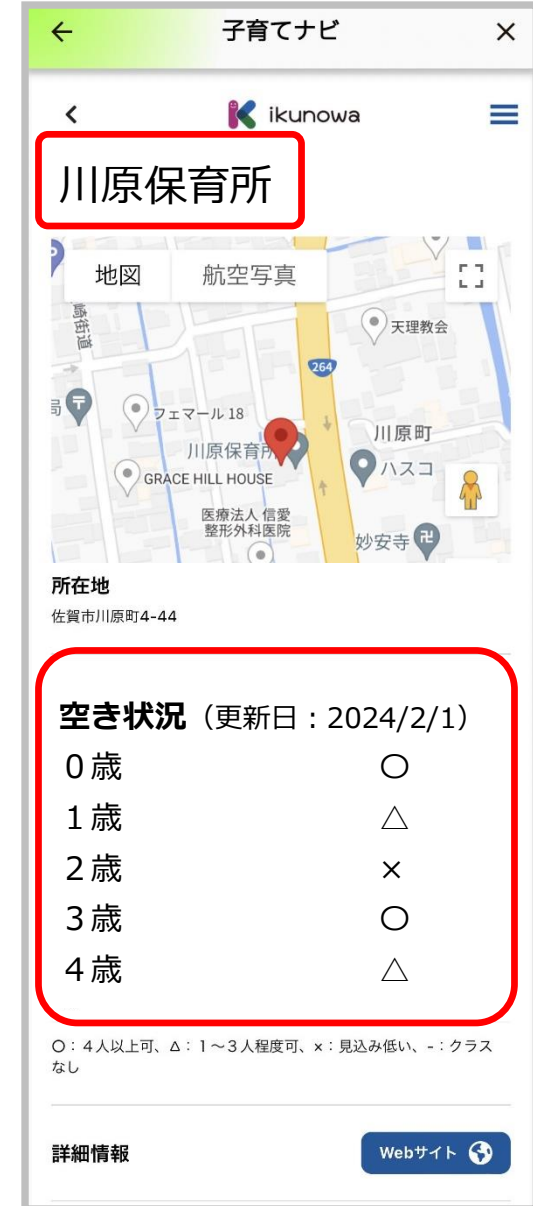 子育てナビ
ikunowa
川原保育所
地図 航空写真
崎街道
天理教会
264
局
フェマール 18
川原町
川原保育所
ハスコ
GRACE HILL HOUSE
医療法人信愛
整形外科医院
妙安寺
所在地
佐賀市川原町4-44
空き状況（更新日：2024/2/1）
0歳 〇
1歳 △
2歳 ×
3歳 〇
4歳 △
〇：4人以上可、△：1～3人程度可、×：見込み低い、-：クラス
なし
詳細情報
Webサイト